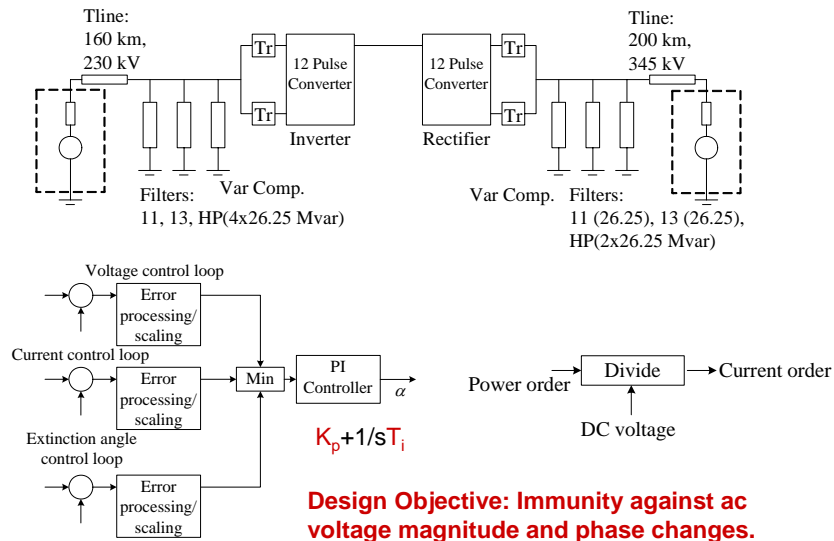 Tline:
160 km,
230 kV
Tr
Tr
12 Pulse
Converter
Inverter
12 Pulse
Converter
Rectifier
Tr
Tr
Tline:
200 km,
345 kV
Var Comp.
Filters:
11, 13, HP(4x26.25 Mvar)
Var Comp.
Filters:
11 (26.25), 13 (26.25),
HP(2x26.25 Mvar)
Voltage control loop
Error
processing/
scaling
Current control loop
Error
processing/
scaling
Extinction angle
control loop
Error
processing/
scaling
Min
PI
Controller
α
Kp+1/sTi
Power order
Divide
Current order
DC voltage
Design Objective: Immunity against ac
voltage magnitude and phase changes.